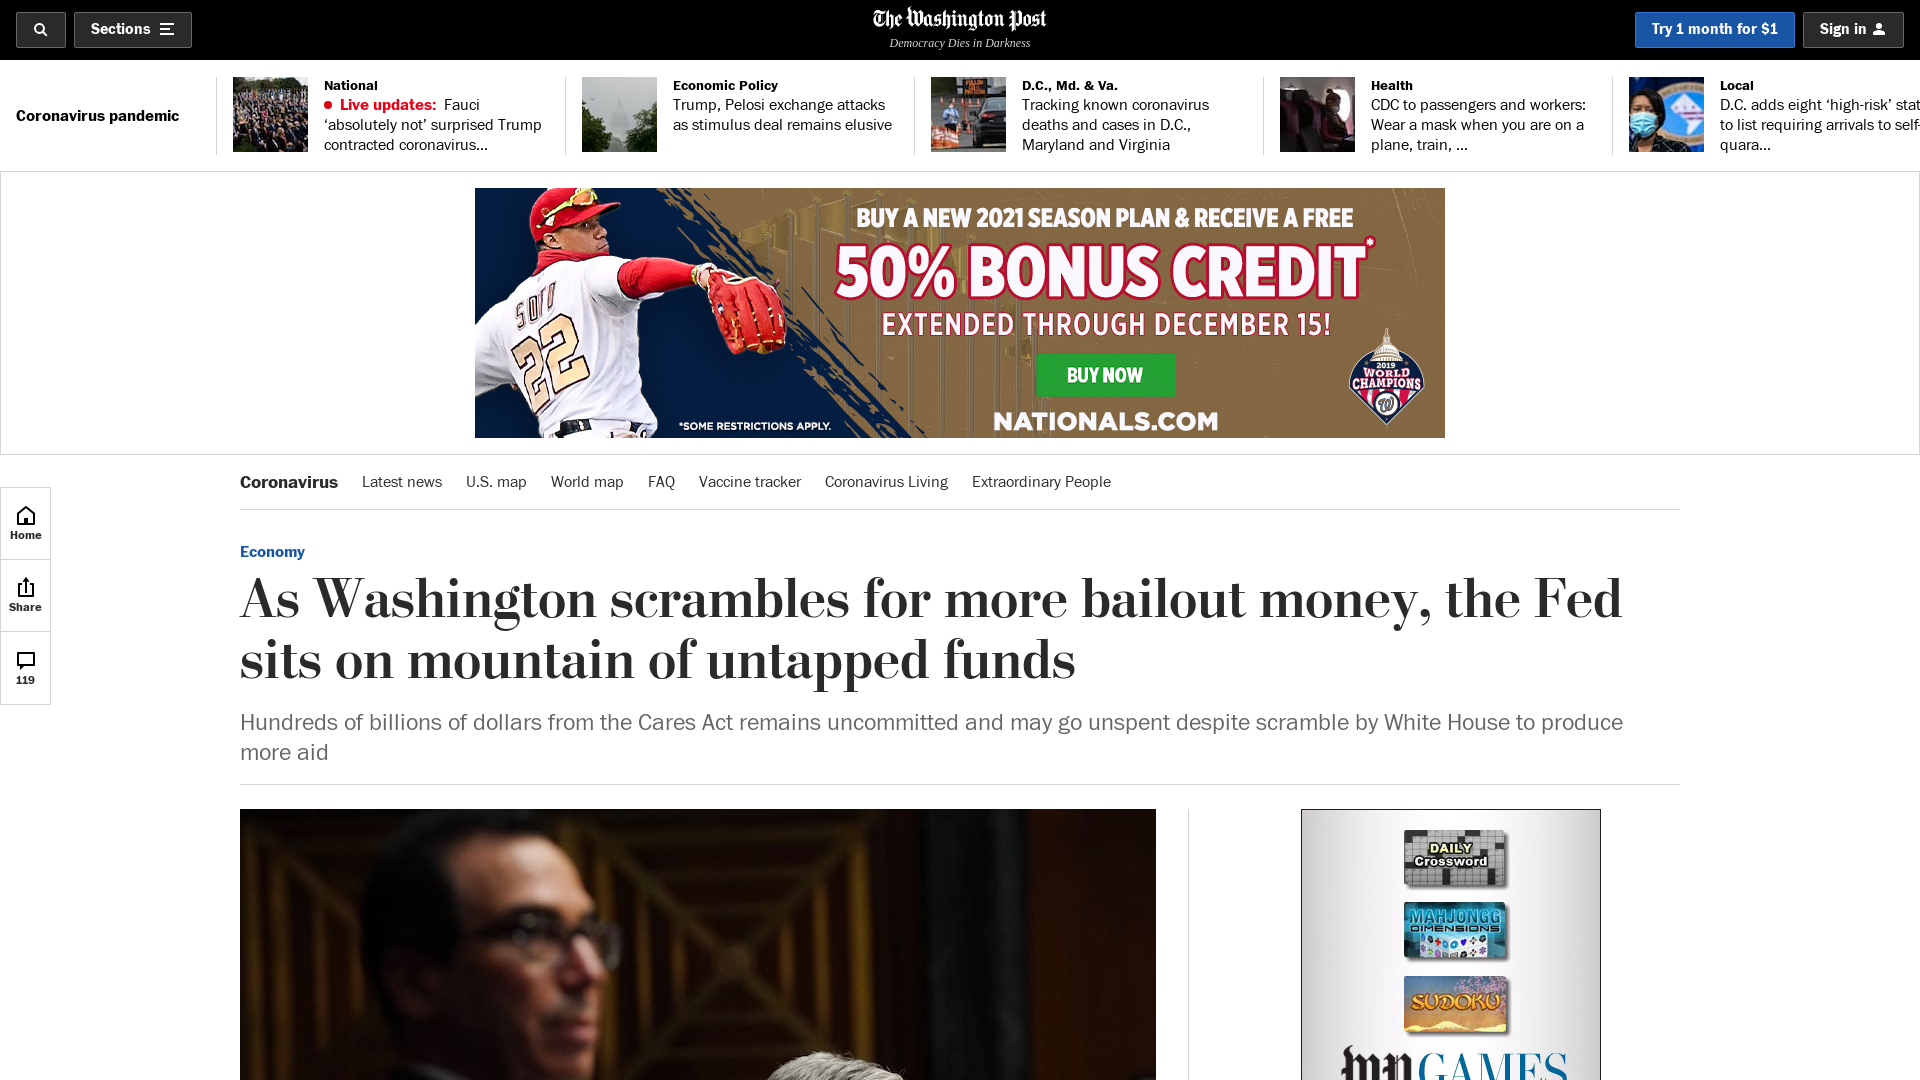 Sections
The Washington Post
Democracy Dies in Darkness
Try 1 month for $1
Sign in
Coronavirus pandemic
National
Live updates: Fauci
‘absolutely not’ surprised Trump
contracted coronavirus...
Economic Policy
Trump, Pelosi exchange attacks
as stimulus deal remains elusive
D.C., Md. & Va.
Tracking known coronavirus
deaths and cases in D.C.,
Maryland and Virginia
Health
CDC to passengers and workers:
Wear a mask when you are on a
plane, train, ...
Local
D.C. adds eight ‘high-risk’ stat
to list requiring arrivals to self-
quara...
BUY A NEW 2021 SEASON PLAN & RECEIVE A FREE
50% BONUS CREDIT*
EXTENDED THROUGH DECEMBER 15!
BUY NOW
NATIONALS.COM
*SOME RESTRICTIONS APPLY.
SOTO
22
2019
WORLD
CHAMPIONS
W
Coronavirus
Latest news
U.S. map
World map
FAQ
Vaccine tracker
Coronavirus Living
Extraordinary People
Home
Share
119
Economy
As Washington scrambles for more bailout money, the Fed
sits on mountain of untapped funds
Hundreds of billions of dollars from the Cares Act remains uncommitted and may go unspent despite scramble by White House to produce
more aid
DAILY
Crossword
MAHJONGG
DIMENSIONS
SUDOKU
wp GAMES